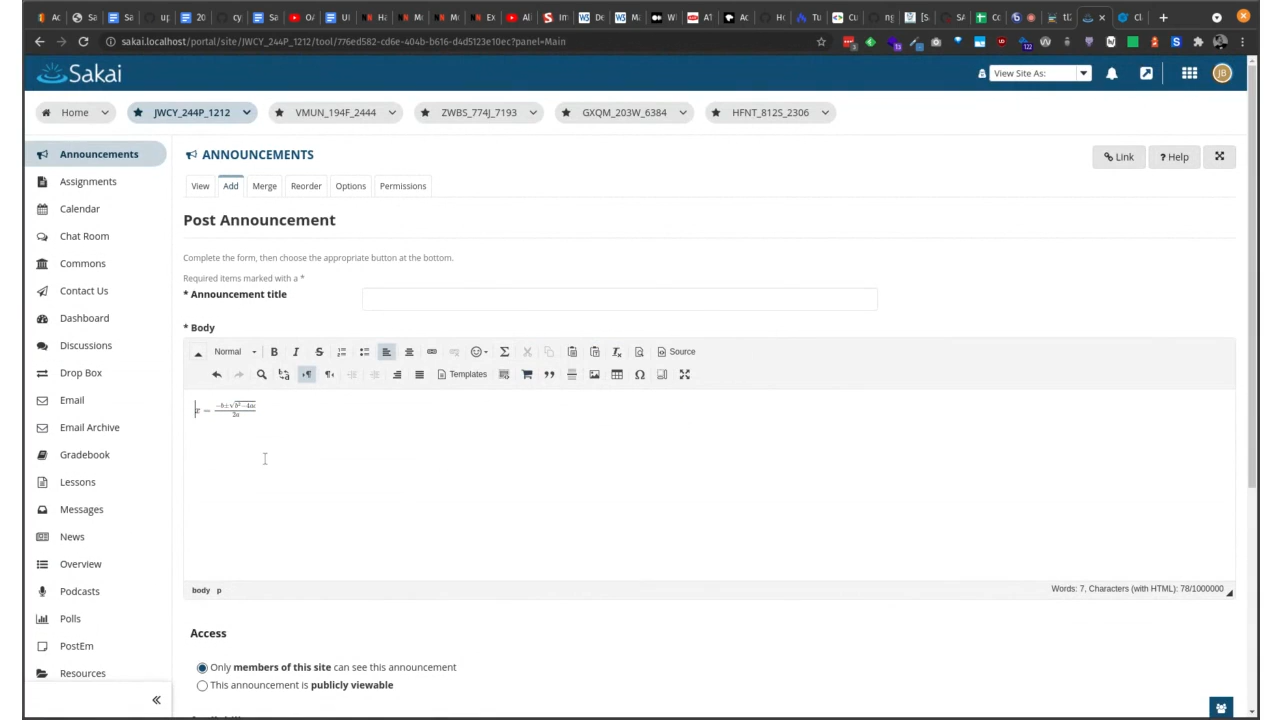 sakai.localhost/portal/site/JWCY_244P_1212/tool/776ed582-cd6e-404b-b616-d4d5123e10ec?panel=Main
Sakai
View Site As:
JB
Home
JWCY_244P_1212
VMUN_194F_2444
ZWBS_774J_7193
GXQM_203W_6384
HFNT_812S_2306
Announcements
Assignments
Calendar
Chat Room
Commons
Contact Us
Dashboard
Discussions
Drop Box
Email
Email Archive
Gradebook
Lessons
Messages
News
Overview
Podcasts
Polls
PostEm
Resources
ANNOUNCEMENTS
Link
? Help
View
Add
Merge
Reorder
Options
Permissions
Post Announcement
Complete the form, then choose the appropriate button at the bottom.
Required items marked with a *
* Announcement title
* Body
Normal
B I S
Source
Templates
x = −b±√b²−4ac / 2a
body p
Words: 7, Characters (with HTML): 78/1000000
Access
Only members of this site can see this announcement
This announcement is publicly viewable